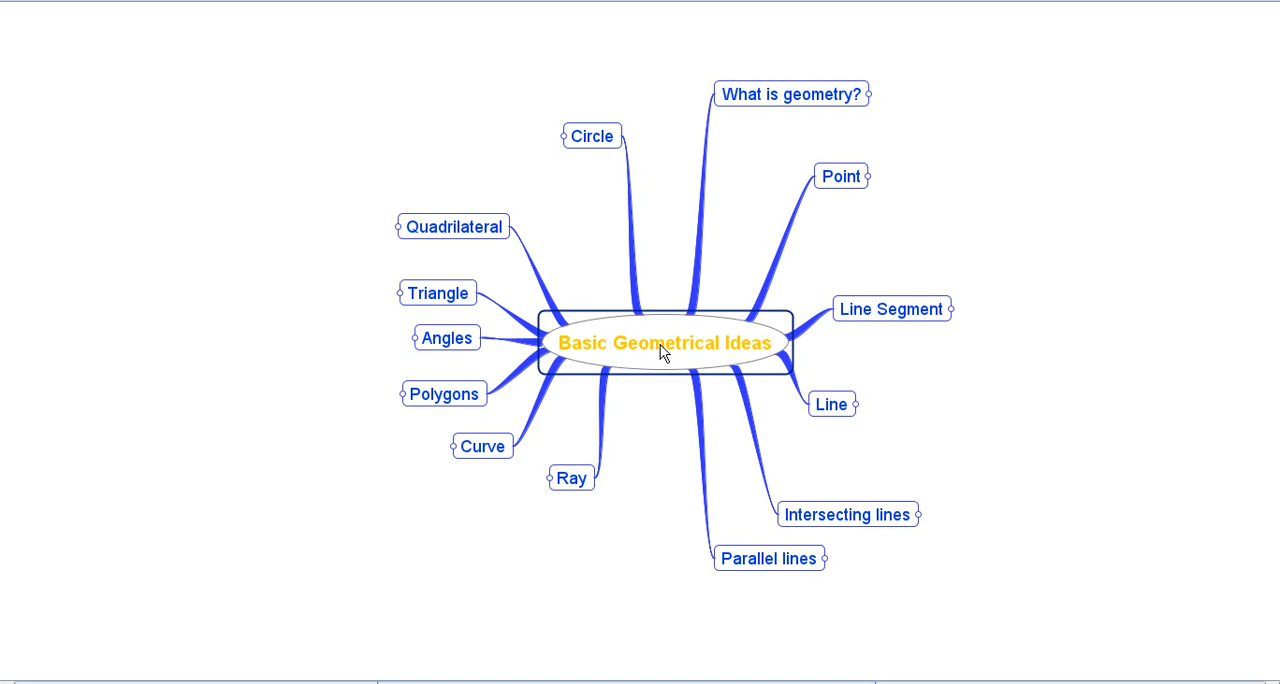 What is geometry?
Circle
Point
Quadrilateral
Triangle
Line Segment
Angles
Basic Geometrical Ideas
Polygons
Line
Curve
Ray
Intersecting lines
Parallel lines